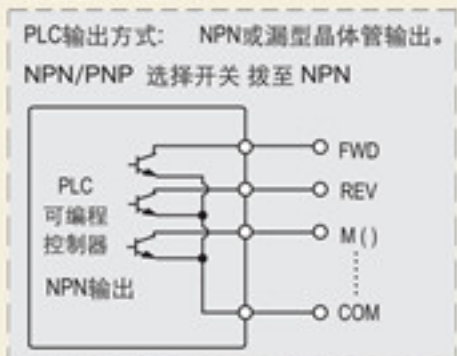 PLC输出方式: NPN或漏型晶体管输出。
NPN/PNP 选择开关 拨至 NPN
PLC
可编程
控制器
NPN输出
FWD
REV
M ( )
COM